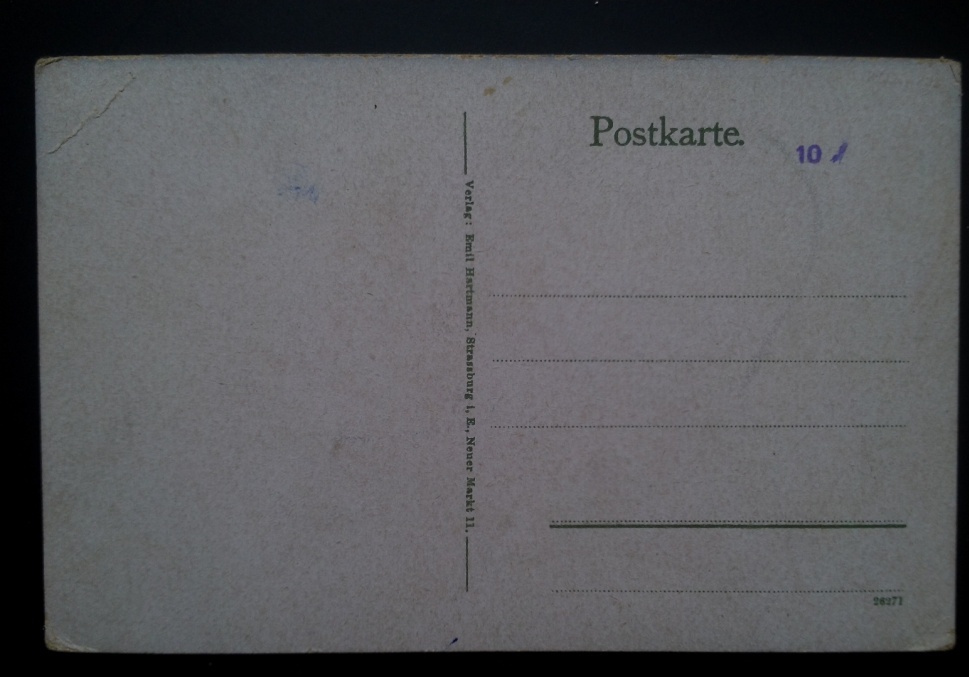 Postkarte.
10
Verlag: Emil Hartmann, Strassburg i. E., Neuer Markt 11.
26271